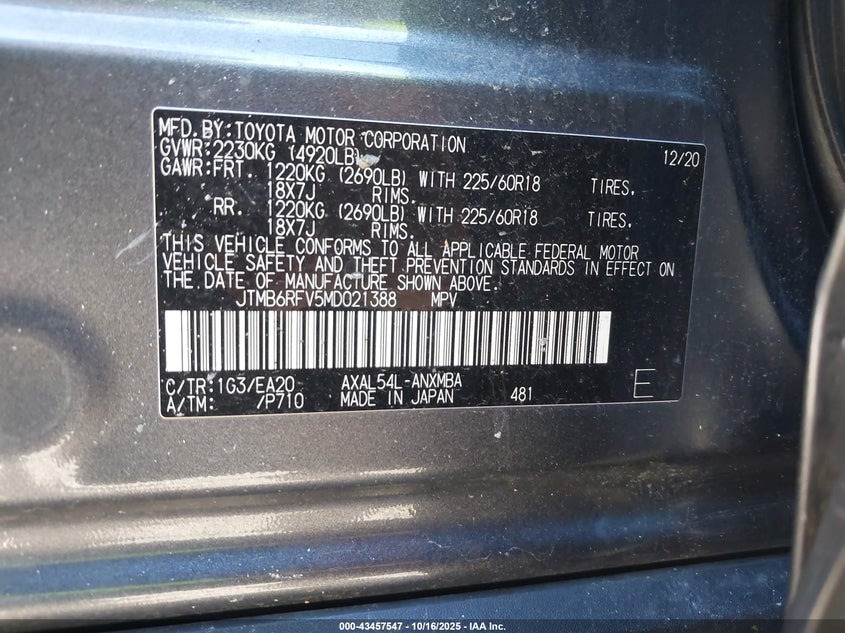 MFD.BY:TOYOTA MOTOR CORPORATION
GVWR:2230KG (4920LB) 12/20
GAWR:FRT. 1220KG (2690LB) WITH 225/60R18 TIRES,
18X7J RIMS.
RR. 1220KG (2690LB) WITH 225/60R18 TIRES,
18X7J RIMS.
THIS VEHICLE CONFORMS TO ALL APPLICABLE FEDERAL MOTOR
VEHICLE SAFETY AND THEFT PREVENTION STANDARDS IN EFFECT ON
THE DATE OF MANUFACTURE SHOWN ABOVE.
JTMB6RFV5MD021388 MPV
C/TR:1G3/EA20 AXAL54L-ANXMBA E
A/TM: /P710 MADE IN JAPAN 481
000-43457547 - 10/16/2025 - IAA Inc.